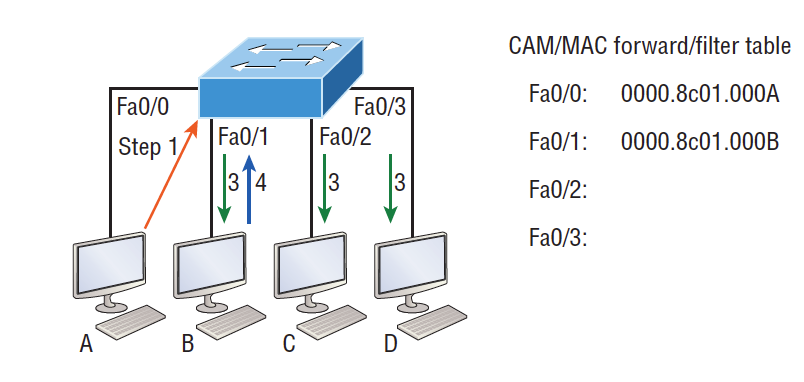 CAM/MAC forward/filter table
Fa0/0: 0000.8c01.000A
Fa0/1: 0000.8c01.000B
Fa0/2:
Fa0/3:
Fa0/0
Fa0/3
Step 1
Fa0/1
Fa0/2
3
4
3
3
A
B
C
D